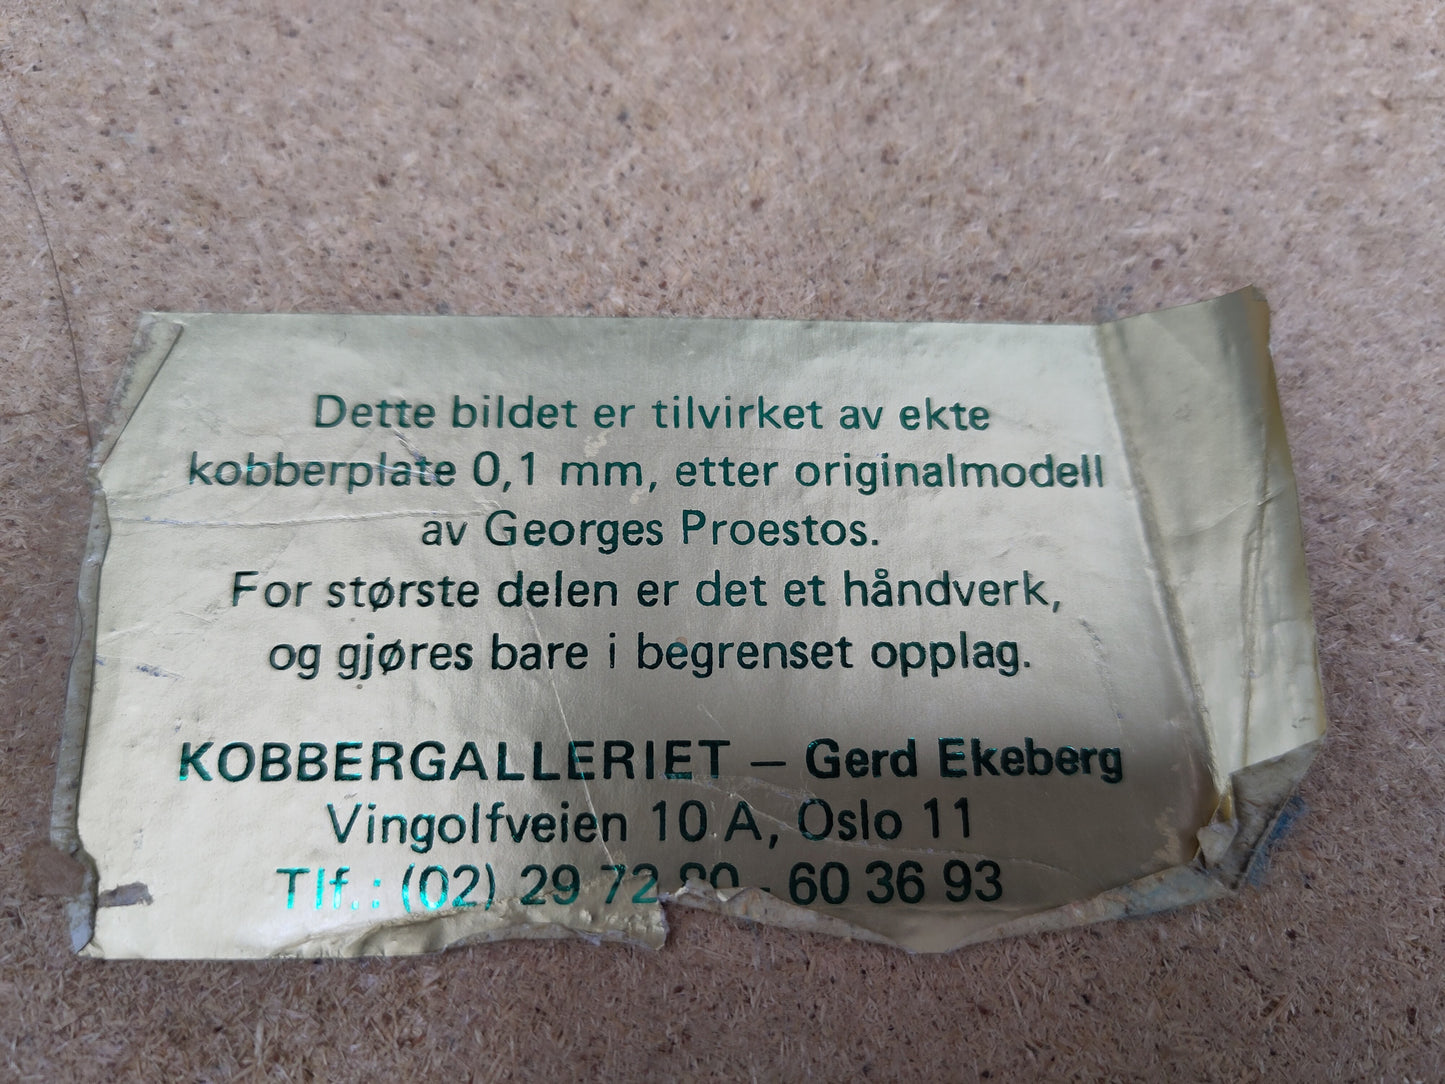 Dette bildet er tilvirket av ekte
kobberplate 0,1 mm, etter originalmodell
av Georges Proestos.
For største delen er det et håndverk,
og gjøres bare i begrenset opplag.
KOBBERGALLERIET – Gerd Ekeberg
Vingolfveien 10 A, Oslo 11
Tlf.: (02) 29 72 - 60 36 93